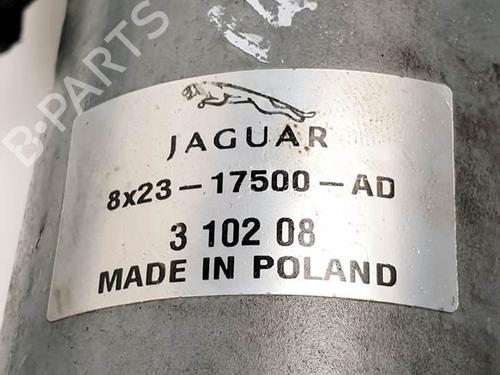 B-PARTS
JAGUAR
8x23-17500-AD
3 102 08
MADE IN POLAND